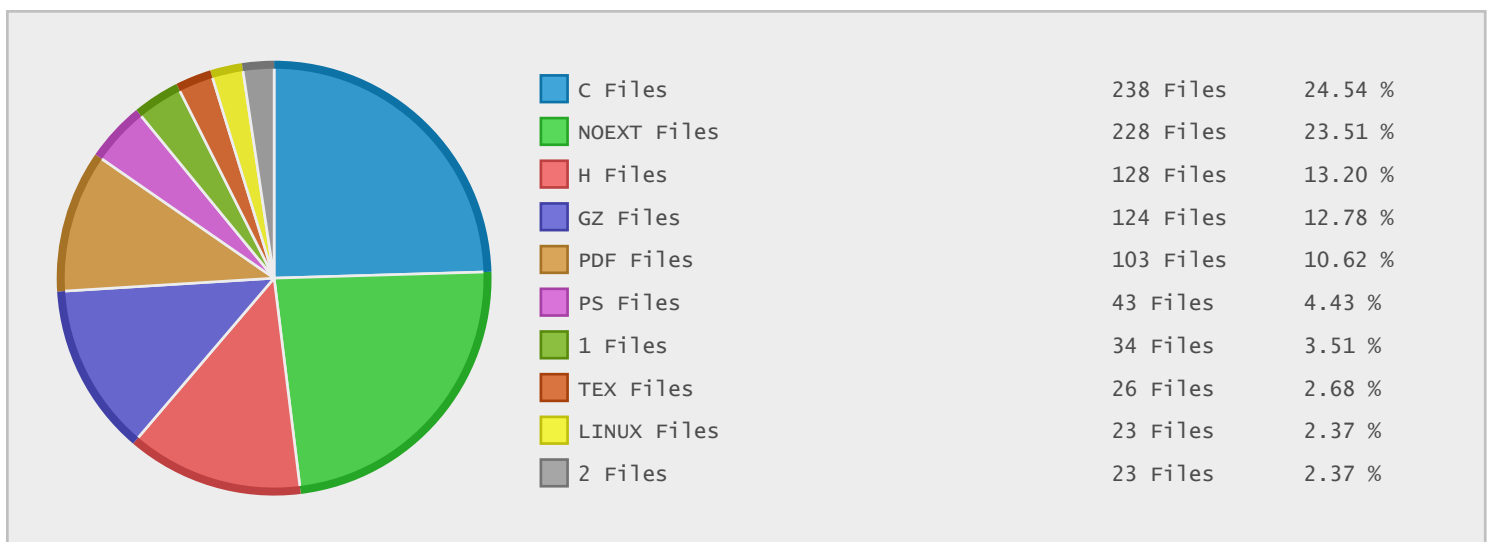 C Files 238 Files 24.54 %
NOEXT Files 228 Files 23.51 %
H Files 128 Files 13.20 %
GZ Files 124 Files 12.78 %
PDF Files 103 Files 10.62 %
PS Files 43 Files 4.43 %
1 Files 34 Files 3.51 %
TEX Files 26 Files 2.68 %
LINUX Files 23 Files 2.37 %
2 Files 23 Files 2.37 %